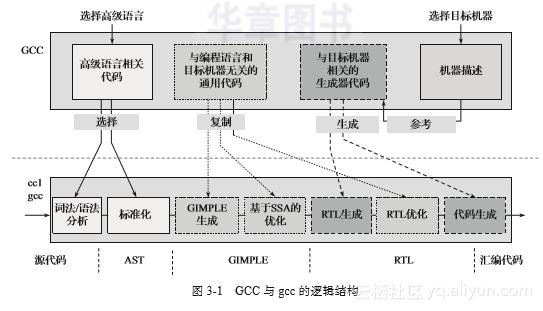 华章图书
选择高级语言
选择目标机器
GCC
高级语言相关
代码
与编程语言和
目标机器无关的
通用代码
与目标机器
相关的
生成器代码
机器描述
选择
复制
生成
参考
cc1
gcc
词法/语法
分析
标准化
GIMPLE
生成
基于SSA的
优化
RTL生成
RTL优化
代码生成
源代码
AST
GIMPLE
RTL
汇编代码
图 3-1 GCC 与 gcc 的逻辑结构
云栖社区 yq.aliyun.com